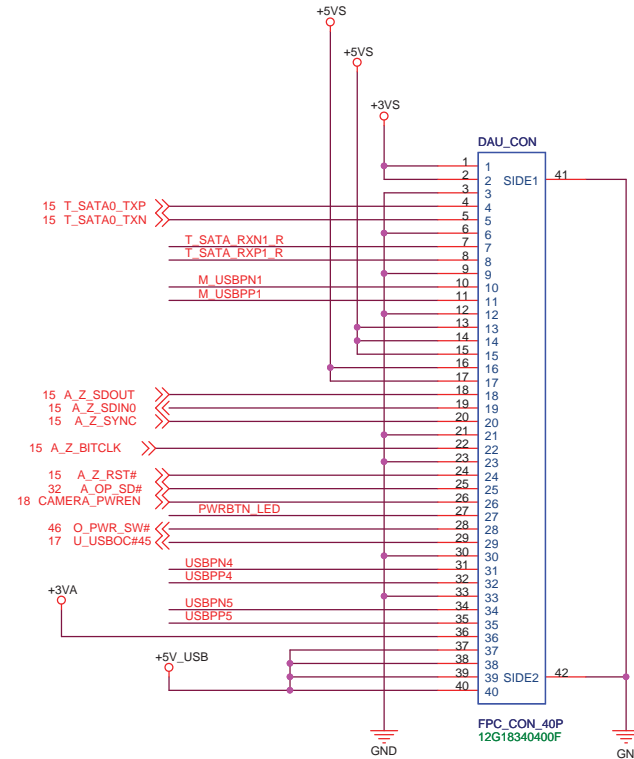 +5VS
+5VS
+3VS
DAU_CON
1 1
2 2 SIDE1 41
3 3
15 T_SATA0_TXP 4 4
15 T_SATA0_TXN 5 5
6 6
T_SATA_RXN1_R 7 7
T_SATA_RXP1_R 8 8
9 9
M_USBPN1 10 10
M_USBPP1 11 11
12 12
13 13
14 14
15 15
16 16
17 17
15 A_Z_SDOUT 18 18
15 A_Z_SDIN0 19 19
15 A_Z_SYNC 20 20
21 21
15 A_Z_BITCLK 22 22
23 23
15 A_Z_RST# 24 24
32 A_OP_SD# 25 25
18 CAMERA_PWREN 26 26
PWRBTN_LED 27 27
46 O_PWR_SW# 28 28
17 U_USBOC#45 29 29
30 30
USBPN4 31 31
USBPP4 32 32
33 33
USBPN5 34 34
USBPP5 35 35
+3VA 36 36
37 37
+5V_USB 38 38
39 39 SIDE2 42
40 40
FPC_CON_40P
12G18340400F
GND
GN